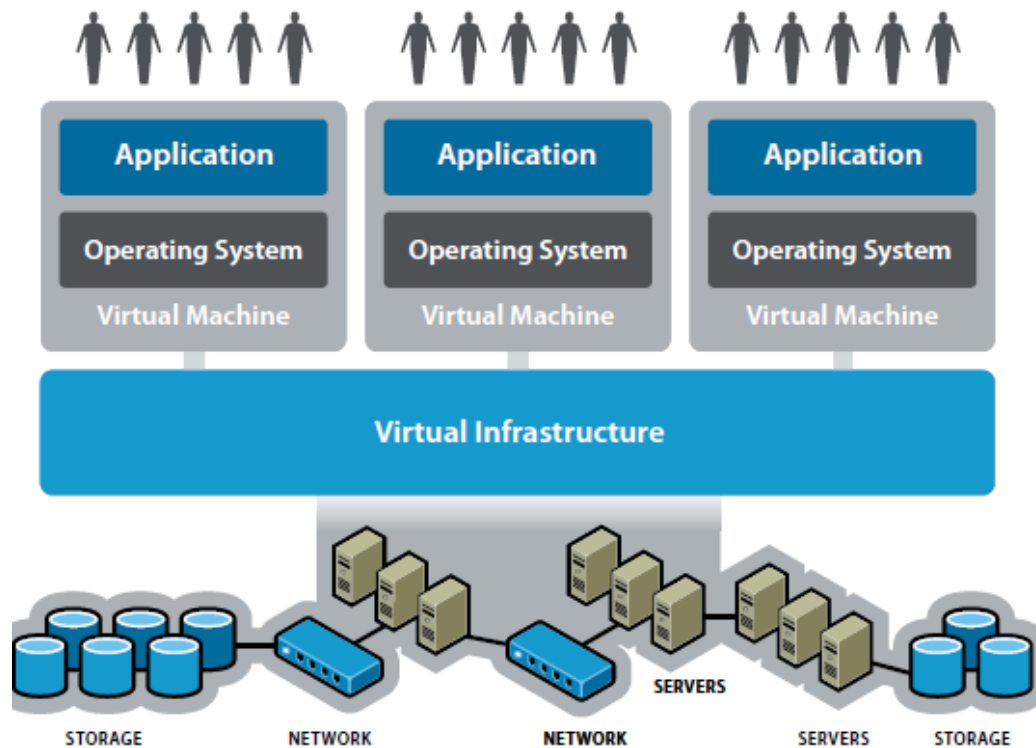 Application
Application
Application
Operating System
Operating System
Operating System
Virtual Machine
Virtual Machine
Virtual Machine
Virtual Infrastructure
SERVERS
STORAGE
NETWORK
NETWORK
SERVERS
STORAGE